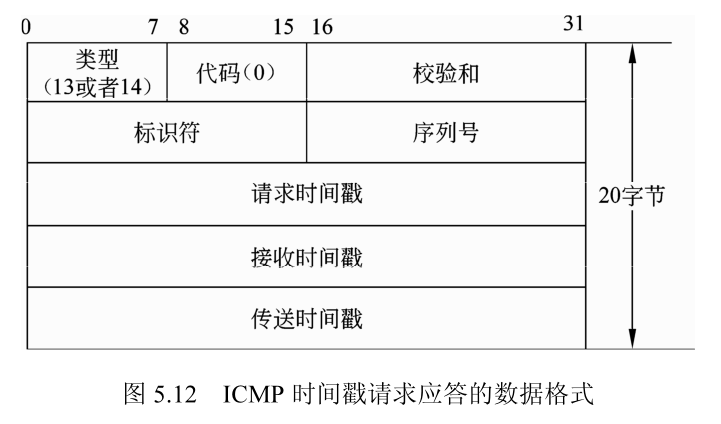 0 7 8 15 16 31
类型
（13或者14） 代码（0） 校验和
标识符 序列号
请求时间戳 20字节
接收时间戳
传送时间戳
图 5.12 ICMP 时间戳请求应答的数据格式